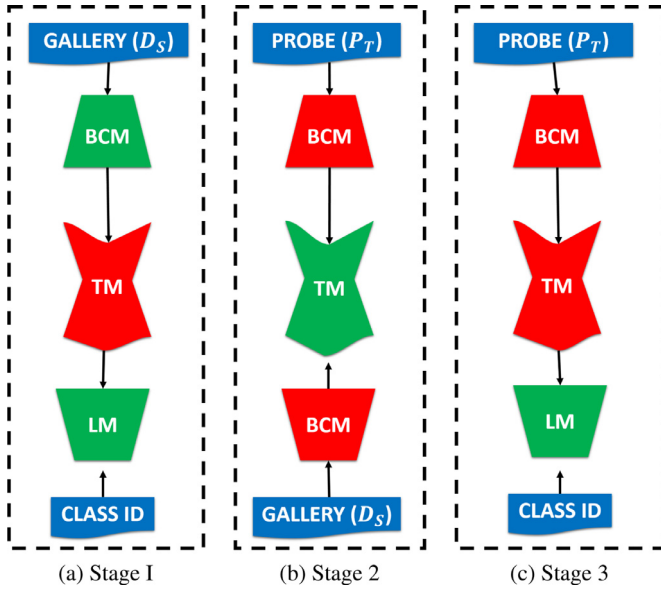 GALLERY (D_S)
BCM
TM
LM
CLASS ID
(a) Stage I
PROBE (P_T)
BCM
TM
BCM
GALLERY (D_S)
(b) Stage 2
PROBE (P_T)
BCM
TM
LM
CLASS ID
(c) Stage 3